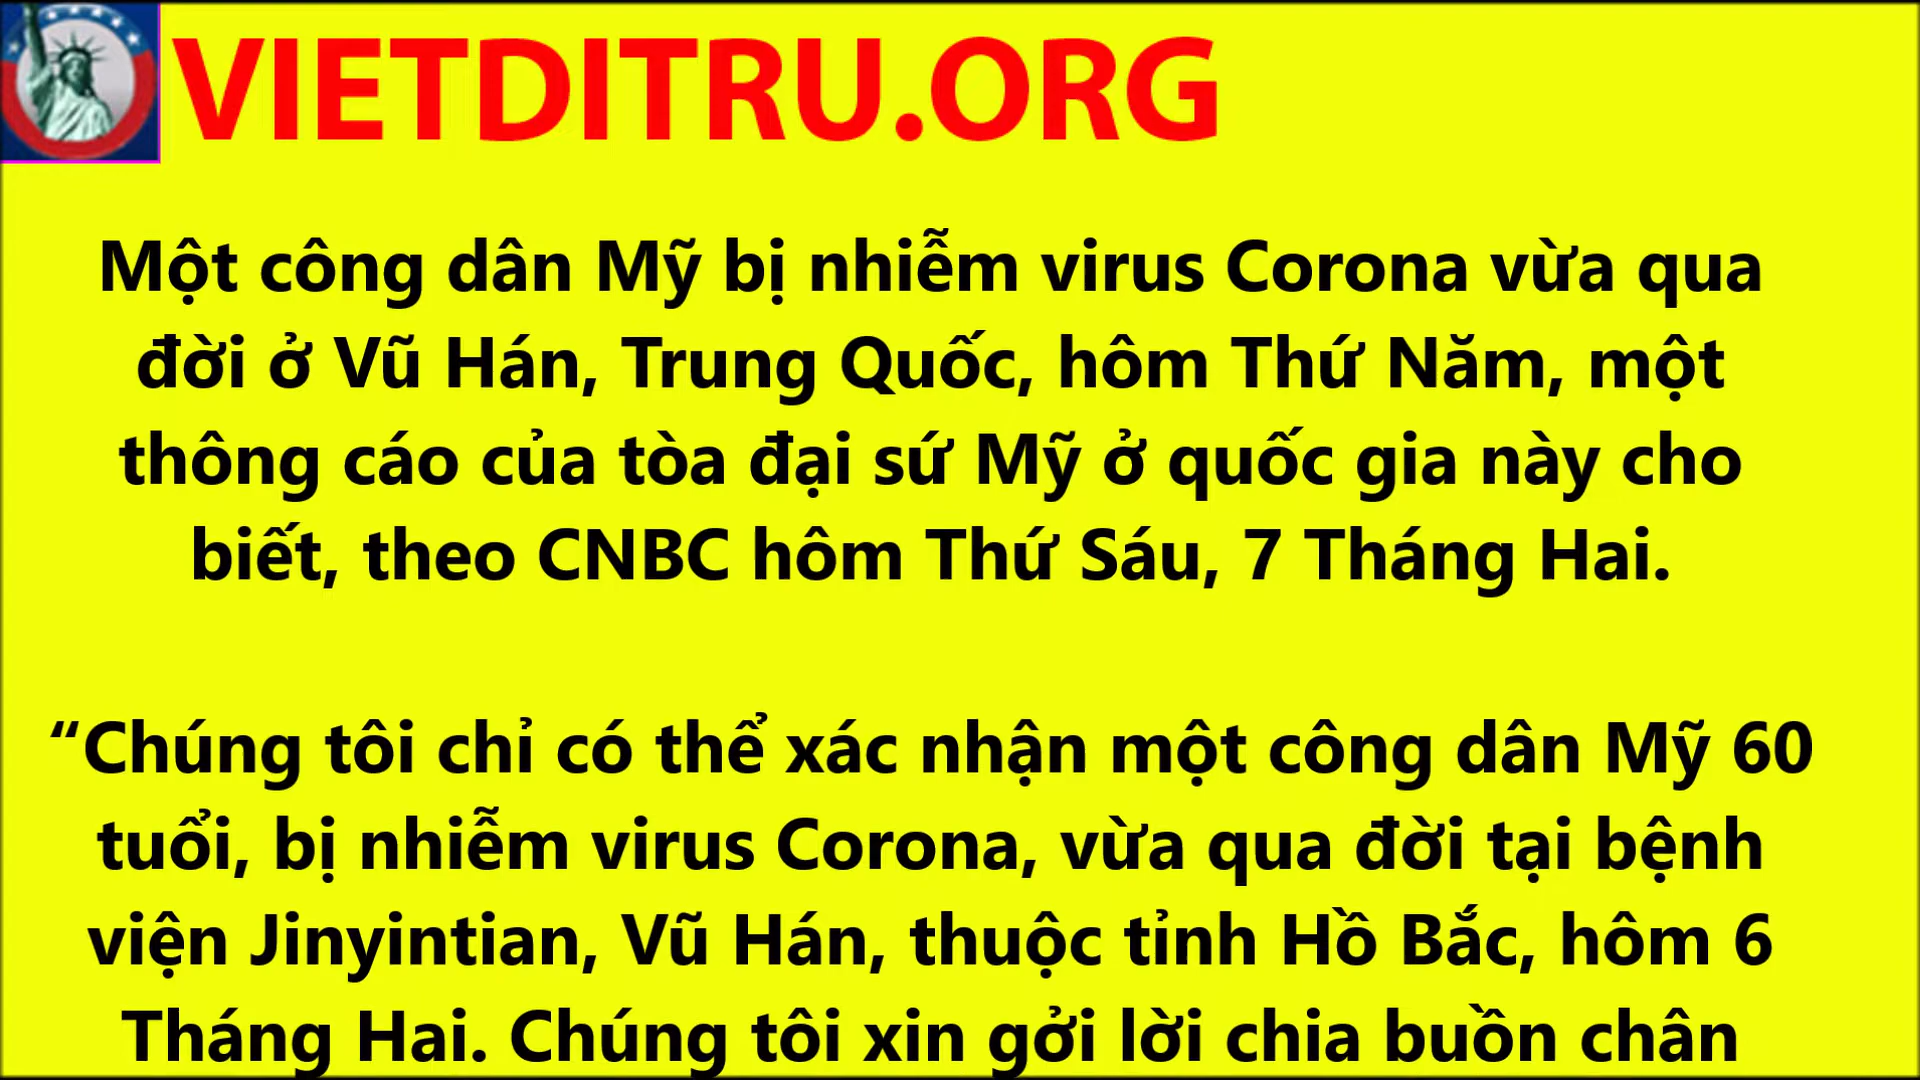 VIETDITRU.ORG
Một công dân Mỹ bị nhiễm virus Corona vừa qua
đời ở Vũ Hán, Trung Quốc, hôm Thứ Năm, một
thông cáo của tòa đại sứ Mỹ ở quốc gia này cho
biết, theo CNBC hôm Thứ Sáu, 7 Tháng Hai.
“Chúng tôi chỉ có thể xác nhận một công dân Mỹ 60
tuổi, bị nhiễm virus Corona, vừa qua đời tại bệnh
viện Jinyintian, Vũ Hán, thuộc tỉnh Hồ Bắc, hôm 6
Tháng Hai. Chúng tôi xin gởi lời chia buồn chân